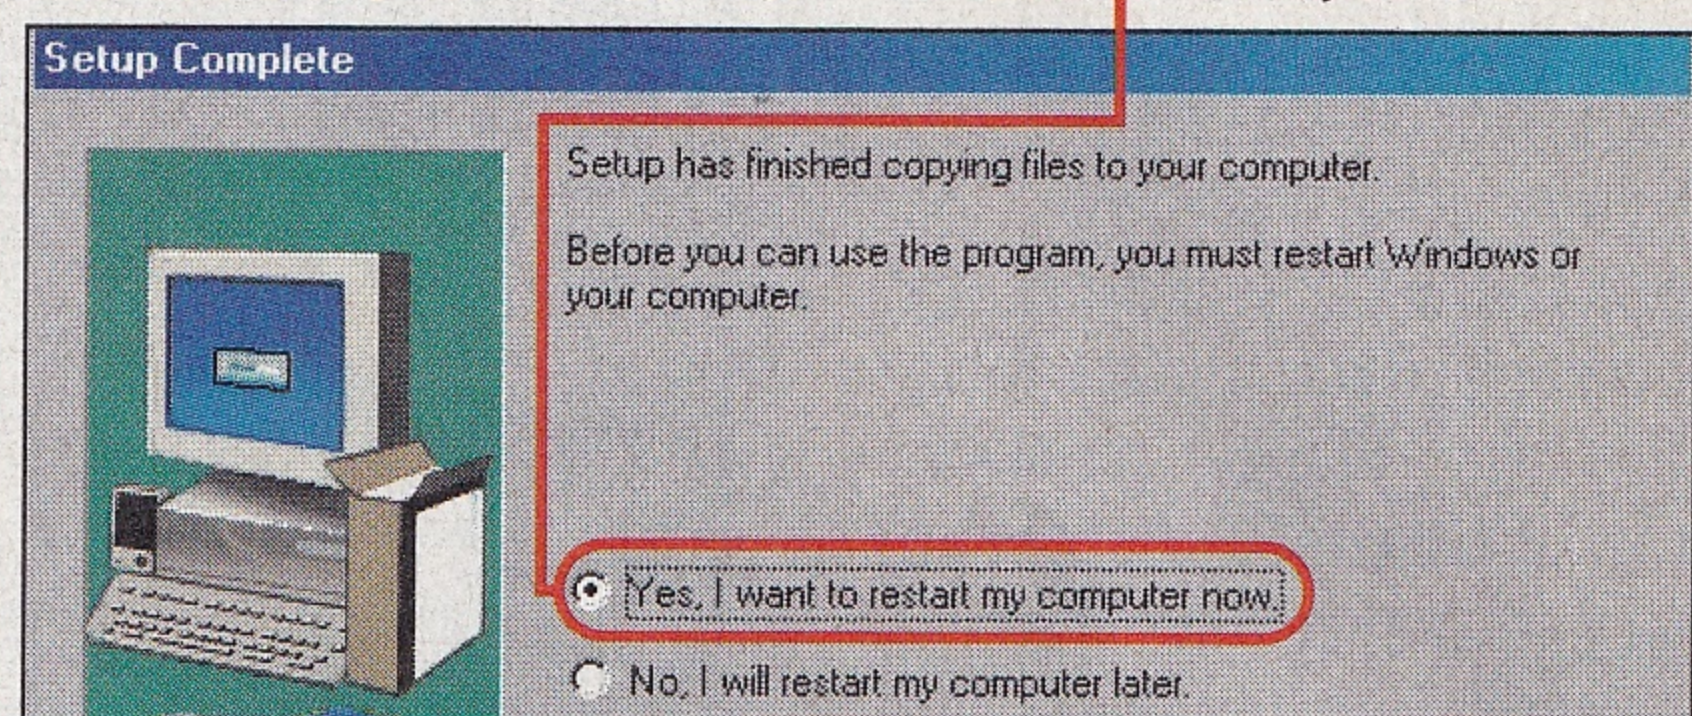 Setup Complete
Setup has finished copying files to your computer.
Before you can use the program, you must restart Windows or
your computer.
Yes, I want to restart my computer now.
No, I will restart my computer later.